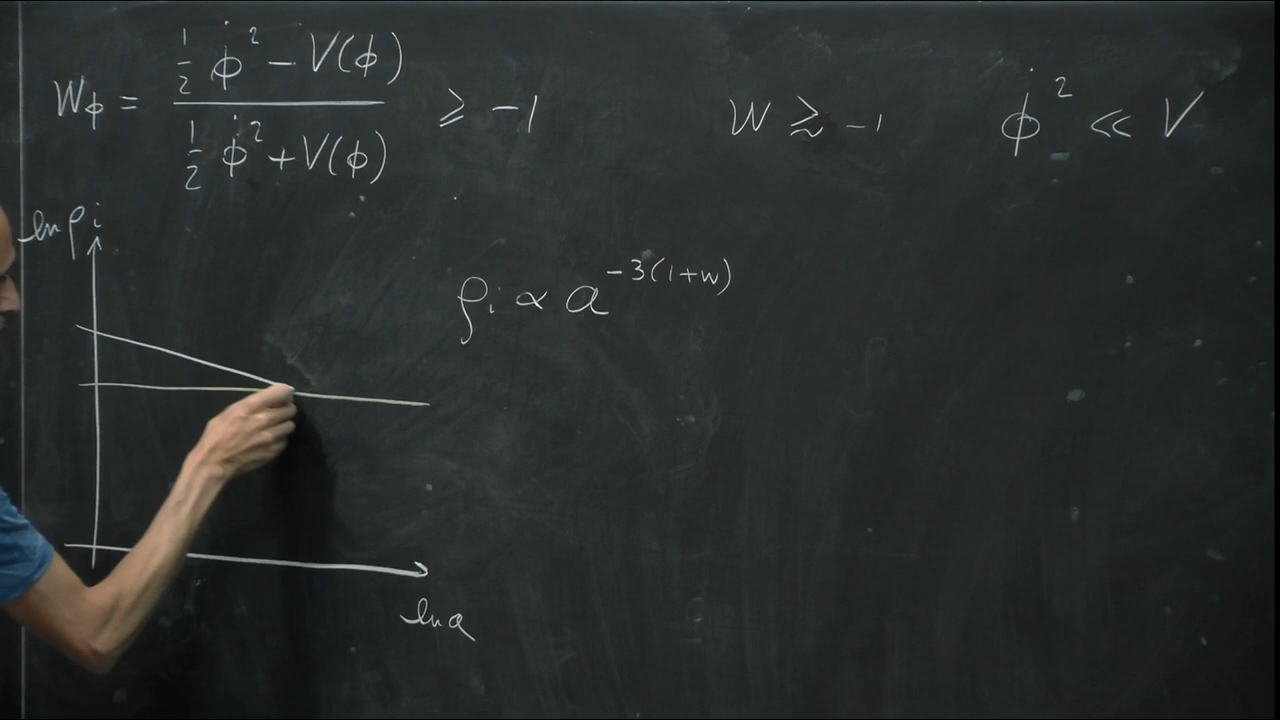 W_ϕ = (½ ϕ̇² − V(ϕ)) / (½ ϕ̇² + V(ϕ)) ⩾ −1
W ≳ −1
ϕ̇² ≪ V
ln ρ_i
ρ_i ∝ a^{−3(1+w)}
ln a